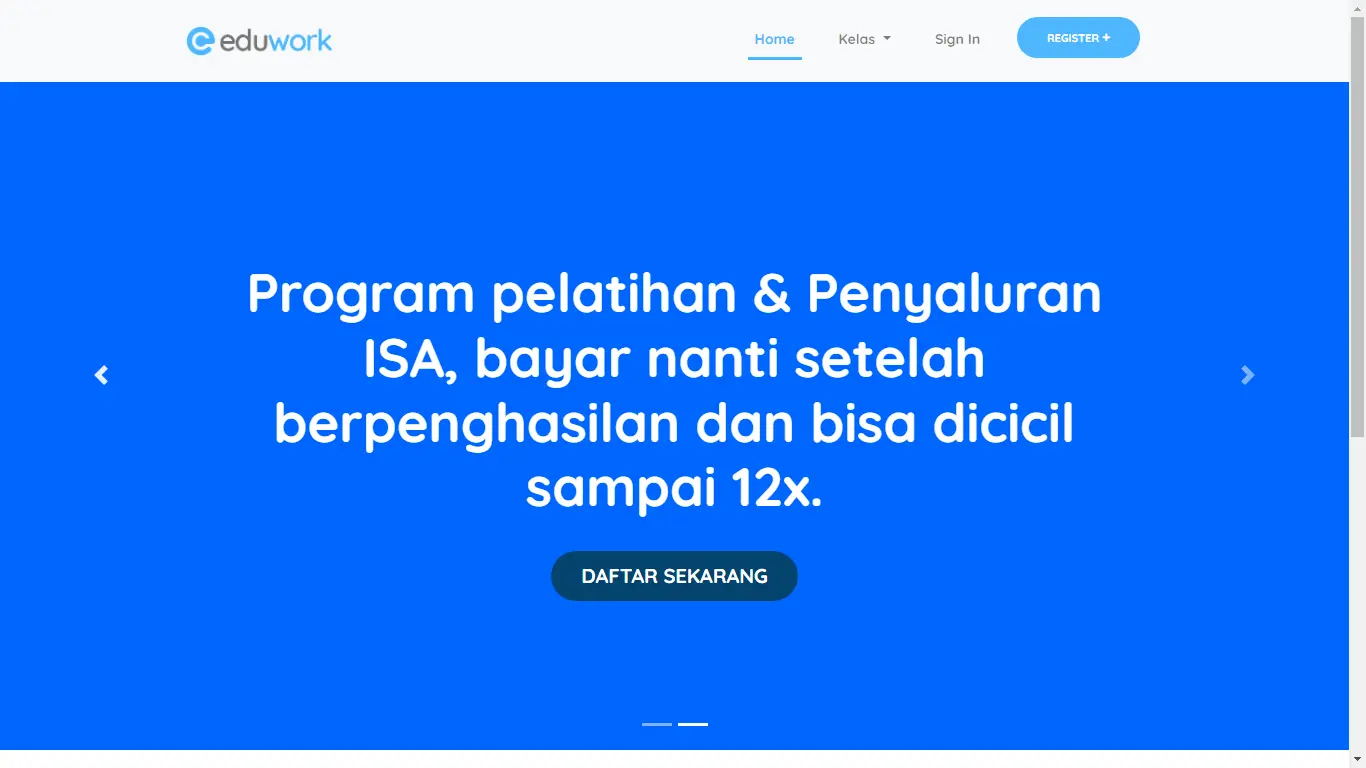 eduwork
Home
Kelas
Sign In
REGISTER +
Program pelatihan & Penyaluran
ISA, bayar nanti setelah
berpenghasilan dan bisa dicicil
sampai 12x.
DAFTAR SEKARANG